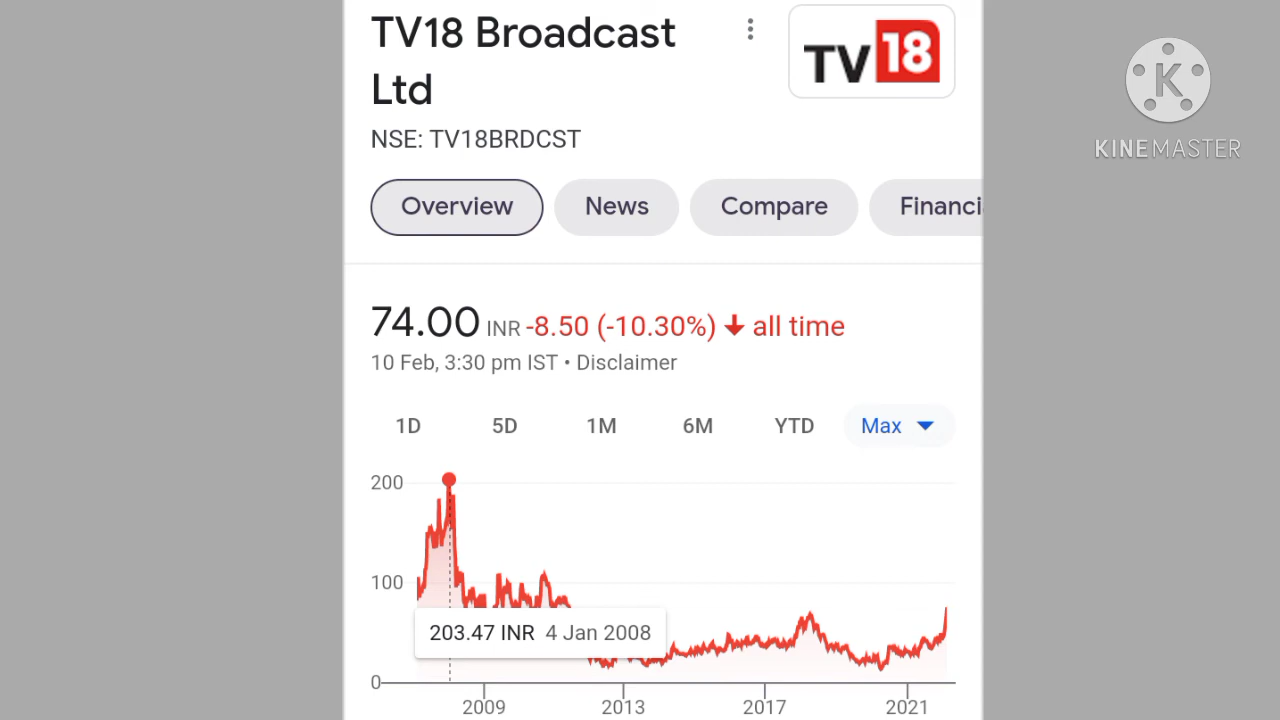 TV18 Broadcast
Ltd
TV18
KINEMASTER
NSE: TV18BRDCST
Overview News Compare Financi
74.00 INR -8.50 (-10.30%) ↓ all time
10 Feb, 3:30 pm IST • Disclaimer
1D 5D 1M 6M YTD Max
200
100
203.47 INR 4 Jan 2008
0
2009 2013 2017 2021